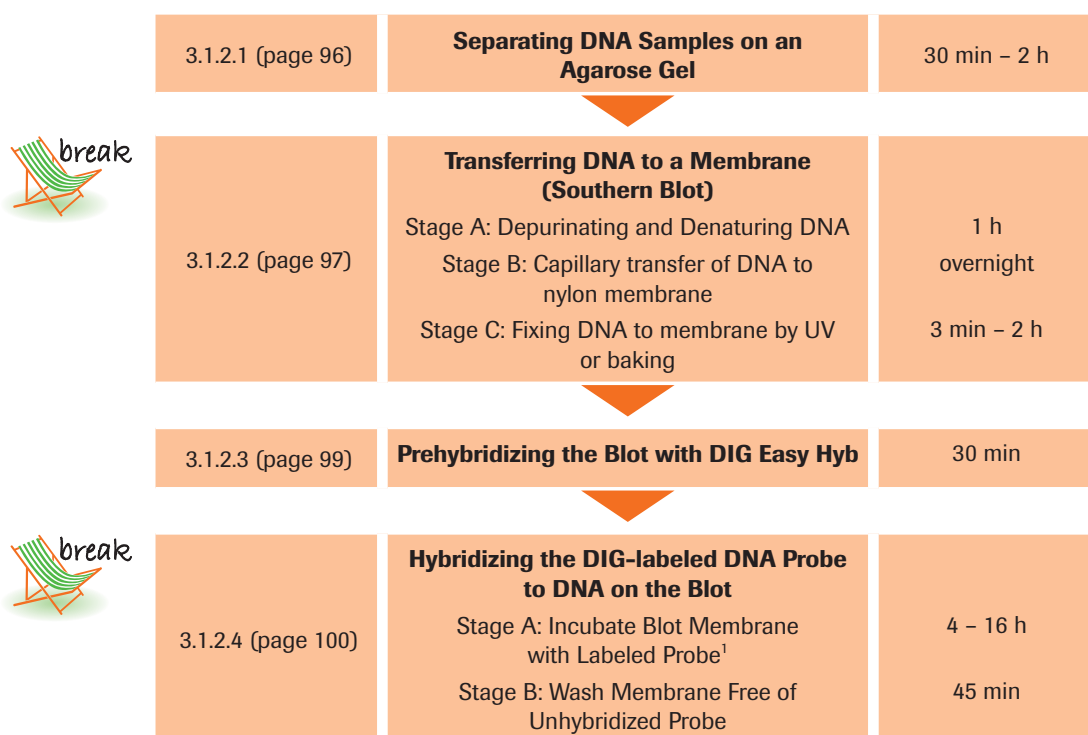 3.1.2.1 (page 96)
Separating DNA Samples on an
Agarose Gel
30 min – 2 h
break
3.1.2.2 (page 97)
Transferring DNA to a Membrane
(Southern Blot)
Stage A: Depurinating and Denaturing DNA
1 h
Stage B: Capillary transfer of DNA to
nylon membrane
overnight
Stage C: Fixing DNA to membrane by UV
or baking
3 min – 2 h
3.1.2.3 (page 99)
Prehybridizing the Blot with DIG Easy Hyb
30 min
break
3.1.2.4 (page 100)
Hybridizing the DIG-labeled DNA Probe
to DNA on the Blot
Stage A: Incubate Blot Membrane
with Labeled Probe¹
4 – 16 h
Stage B: Wash Membrane Free of
Unhybridized Probe
45 min